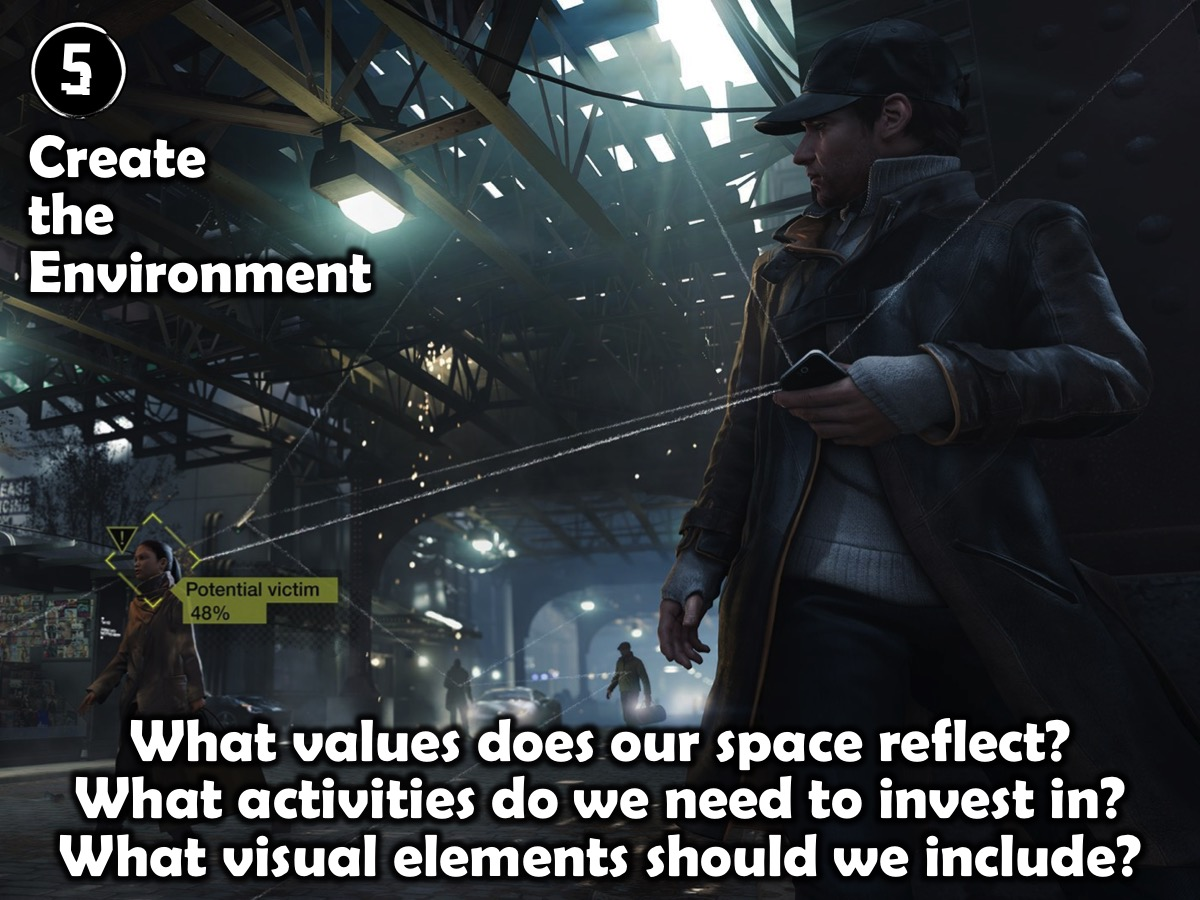 5
Create
the
Environment
Potential victim
48%
What values does our space reflect?
What activities do we need to invest in?
What visual elements should we include?